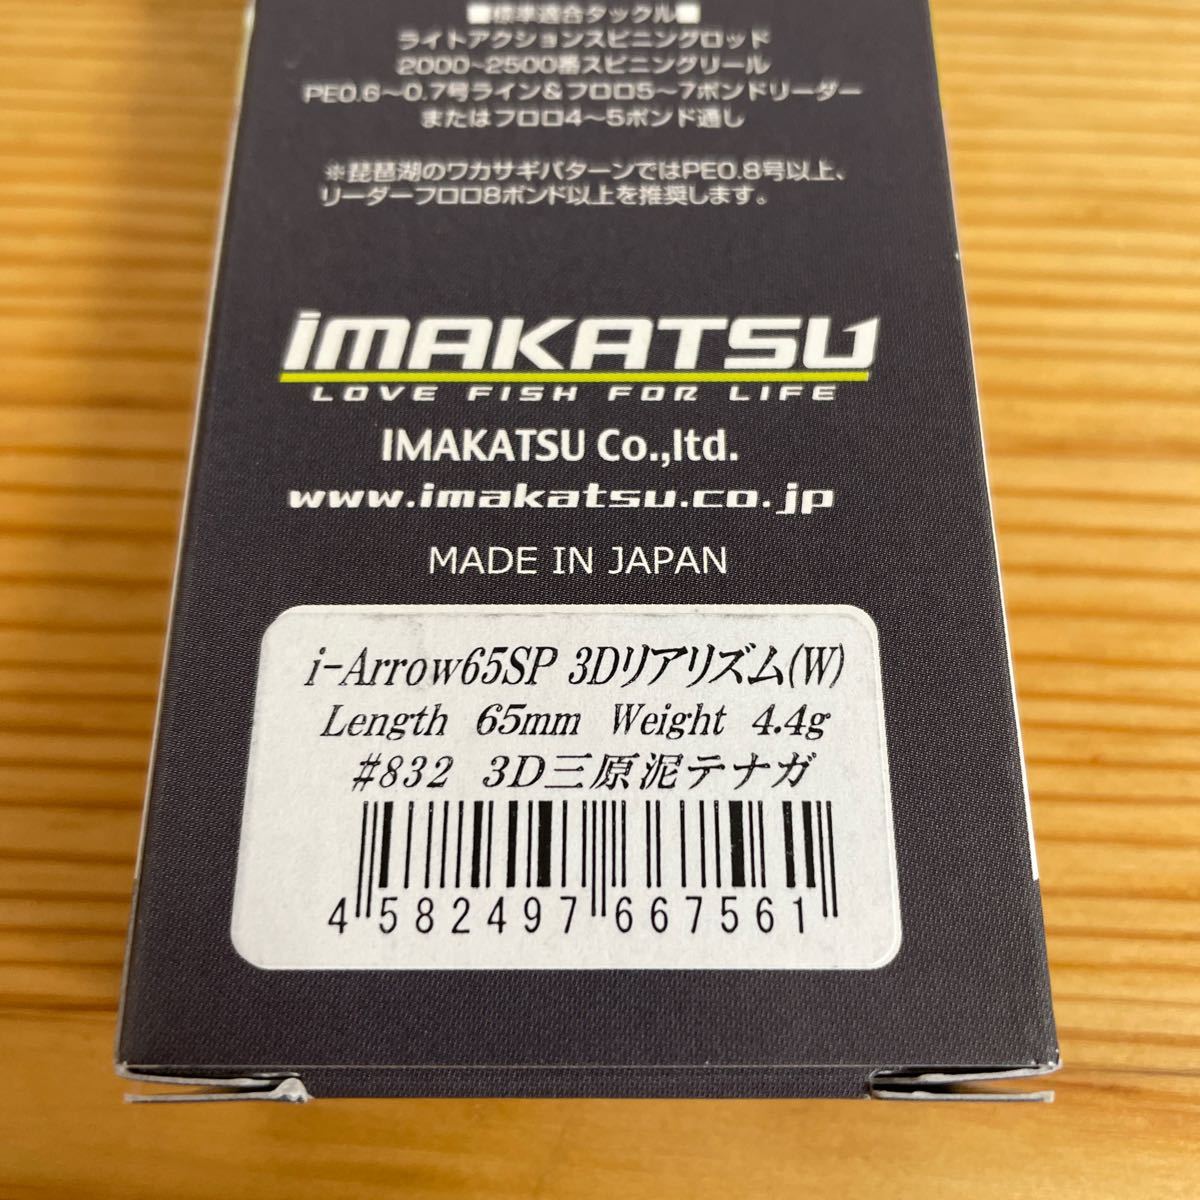 ■標準適合タックル■
ライトアクションスピニングロッド
2000~2500番スピニングリール
PE0.6~0.7号ライン&フロロ5~7ポンドリーダー
またはフロロ4~5ポンド通し
※琵琶湖のワカサギパターンではPE0.8号以上、
リーダーフロロ8ポンド以上を推奨します。
iMAKATSU
LOVE FISH FOR LIFE
IMAKATSU Co.,ltd.
www.imakatsu.co.jp
MADE IN JAPAN
i-Arrow65SP 3Dリアリズム(W)
Length 65mm Weight 4.4g
#832 3D三原泥テナガ
4 582497 667561